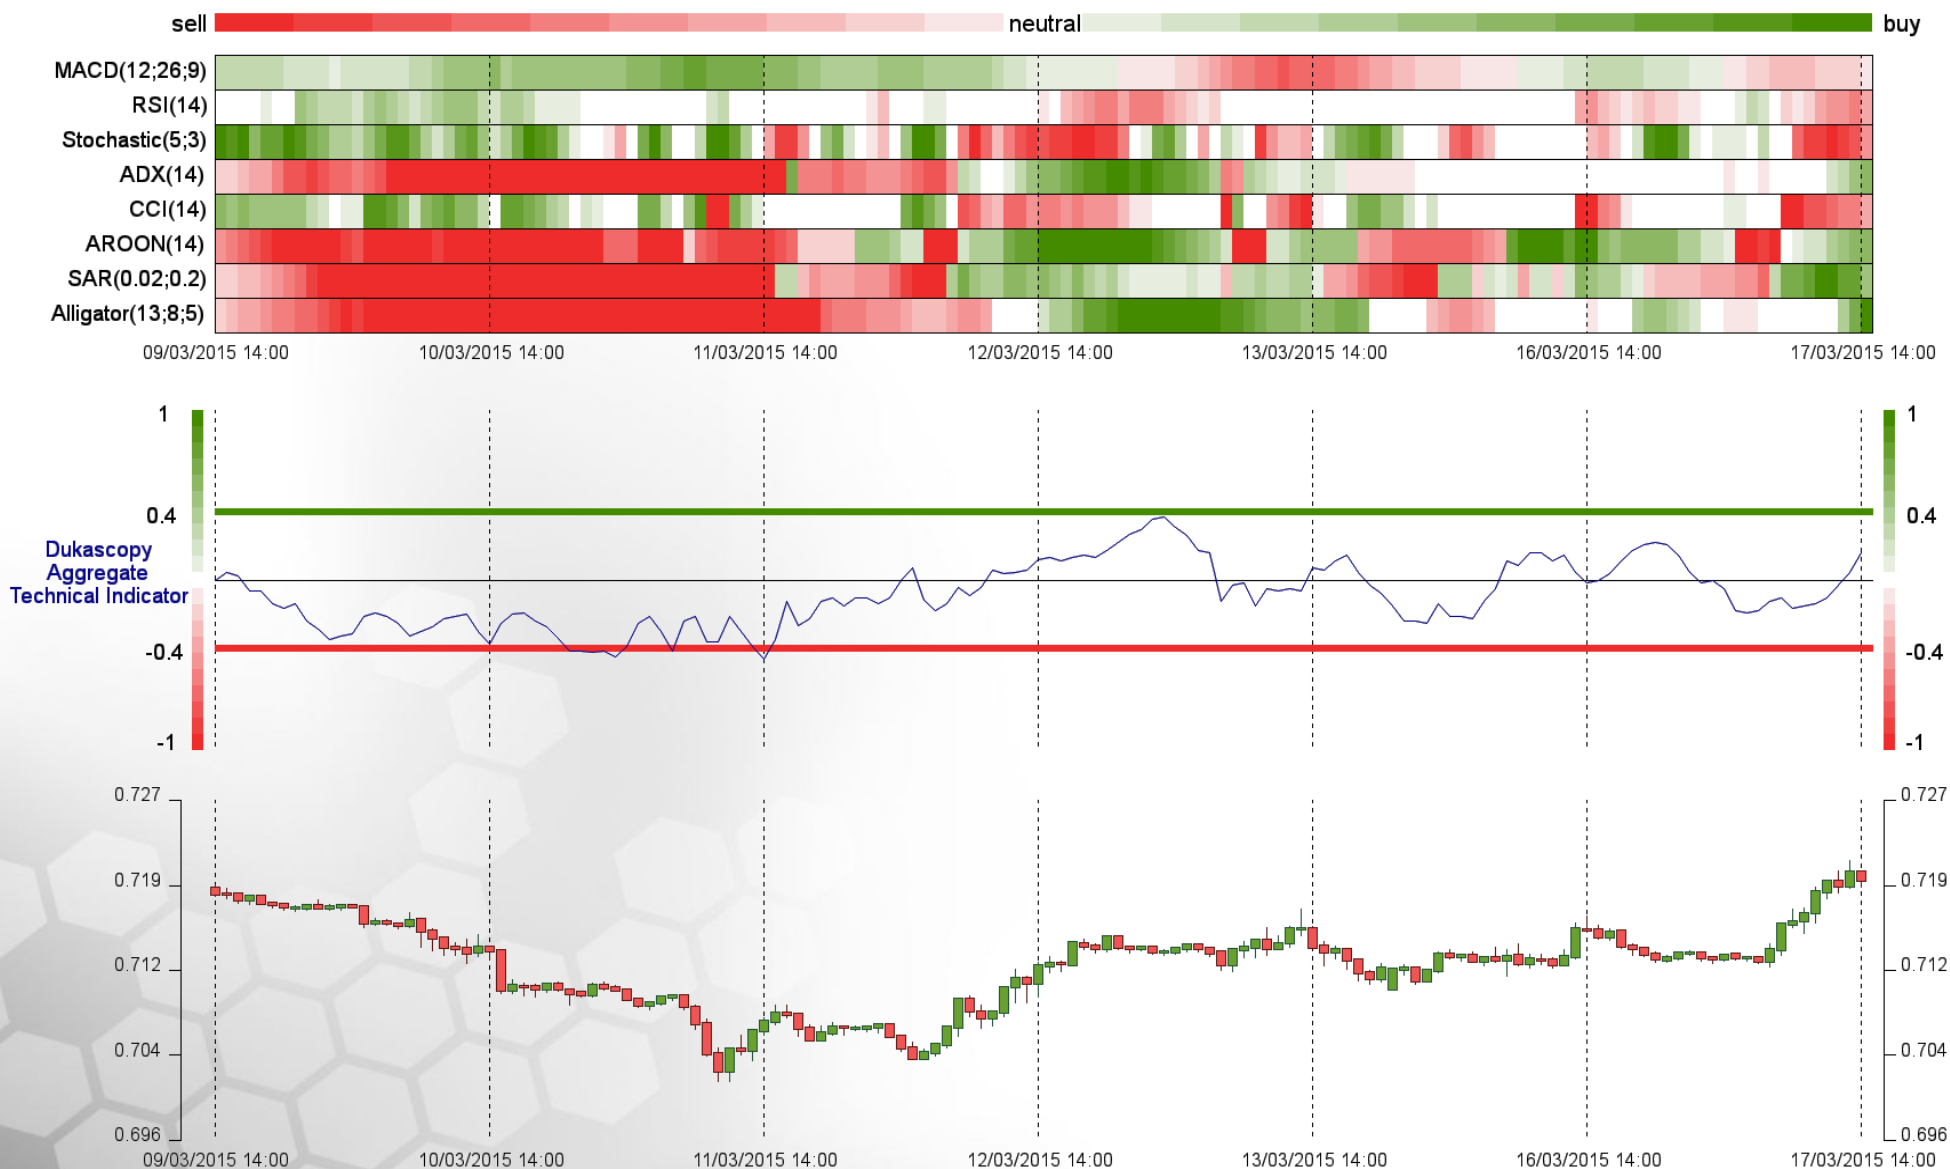 sell neutral buy
MACD(12;26;9)
RSI(14)
Stochastic(5;3)
ADX(14)
CCI(14)
AROON(14)
SAR(0.02;0.2)
Alligator(13;8;5)
09/03/2015 14:00 10/03/2015 14:00 11/03/2015 14:00 12/03/2015 14:00 13/03/2015 14:00 16/03/2015 14:00 17/03/2015 14:00
1 1
0.4 0.4
Dukascopy
Aggregate
Technical Indicator
-0.4 -0.4
-1 -1
0.727 0.727
0.719 0.719
0.712 0.712
0.704 0.704
0.696 0.696
09/03/2015 14:00 10/03/2015 14:00 11/03/2015 14:00 12/03/2015 14:00 13/03/2015 14:00 16/03/2015 14:00 17/03/2015 14:00